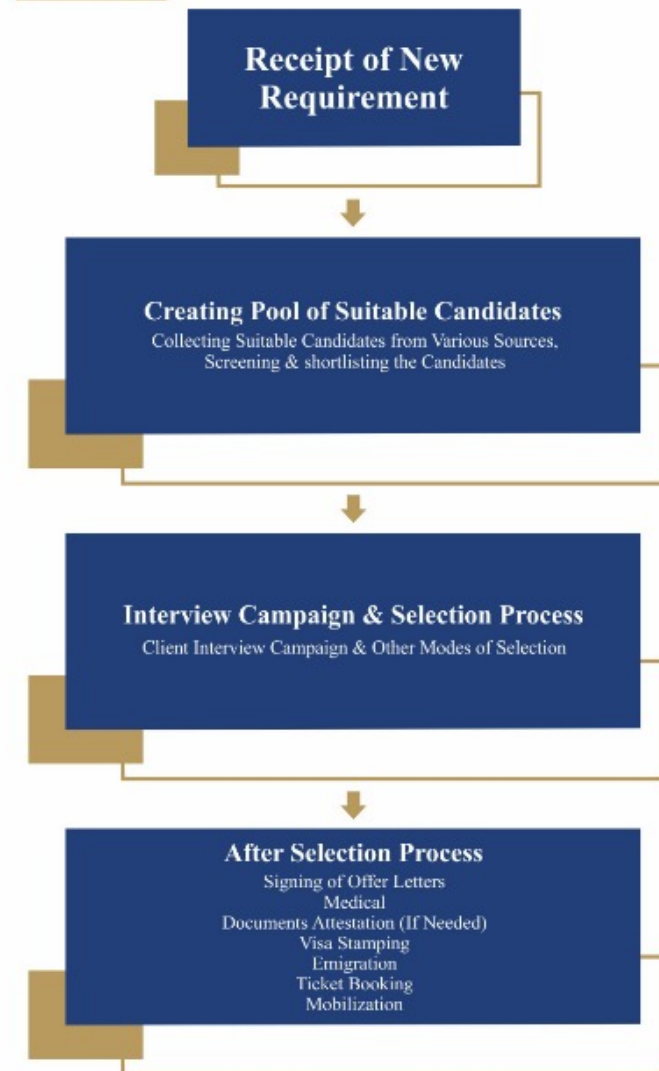 Receipt of New
Requirement
Creating Pool of Suitable Candidates
Collecting Suitable Candidates from Various Sources,
Screening & shortlisting the Candidates
Interview Campaign & Selection Process
Client Interview Campaign & Other Modes of Selection
After Selection Process
Signing of Offer Letters
Medical
Documents Attestation (If Needed)
Visa Stamping
Emigration
Ticket Booking
Mobilization